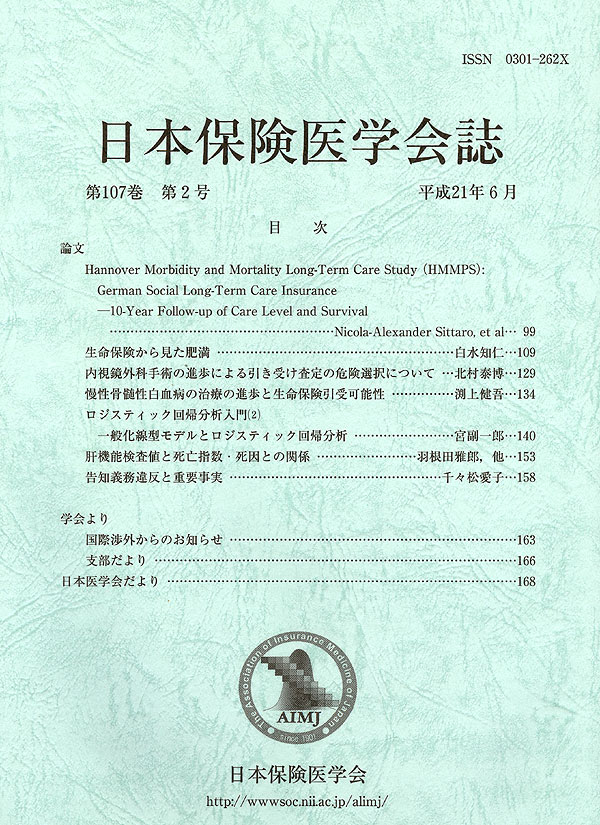 ISSN 0301-262X
日本保険医学会誌
第107巻 第2号 平成21年6月
目 次
論文
Hannover Morbidity and Mortality Long-Term Care Study (HMMPS):
German Social Long-Term Care Insurance
—10-Year Follow-up of Care Level and Survival
……………………………………Nicola-Alexander Sittaro, et al… 99
生命保険から見た肥満 ……………………………………白水知仁…109
内視鏡外科手術の進歩による引き受け査定の危険選択について …北村泰博…129
慢性骨髄性白血病の治療の進歩と生命保険引受可能性 ……………渕上健吾…134
ロジスティック回帰分析入門(2)
一般化線型モデルとロジスティック回帰分析 …………………宮副一郎…140
肝機能検査値と死亡指数・死因との関係 …………………羽根田雅郎，他…153
告知義務違反と重要事実 ……………………………………千々松愛子…158
学会より
国際渉外からのお知らせ ……………………………………………………163
支部だより ……………………………………………………………………166
日本医学会だより ………………………………………………………………168
The Association of Insurance Medicine of Japan
AIMJ
since 1901
日本保険医学会
http://wwwsoc.nii.ac.jp/alimj/